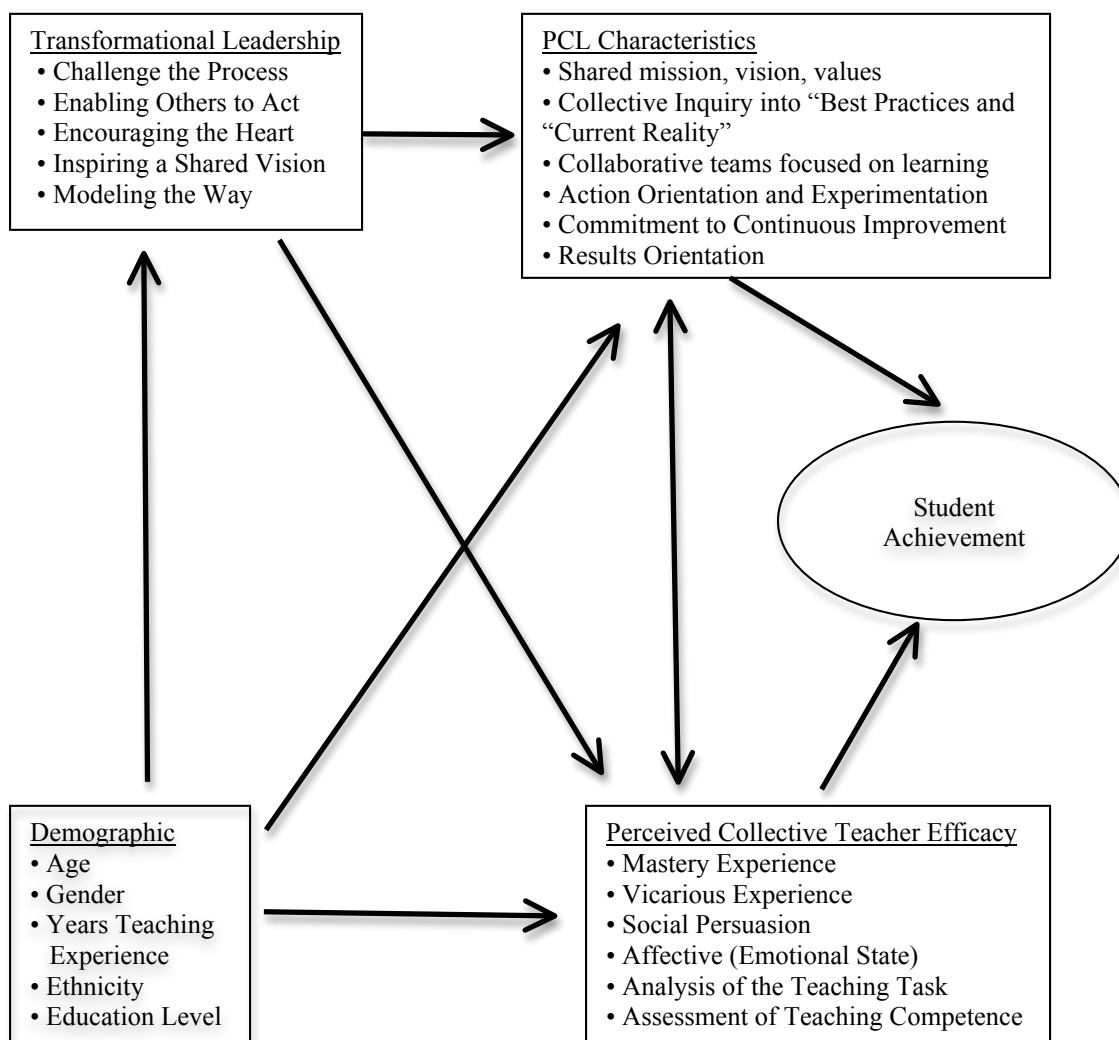 Transformational Leadership
• Challenge the Process
• Enabling Others to Act
• Encouraging the Heart
• Inspiring a Shared Vision
• Modeling the Way
PCL Characteristics
• Shared mission, vision, values
• Collective Inquiry into “Best Practices and
“Current Reality”
• Collaborative teams focused on learning
• Action Orientation and Experimentation
• Commitment to Continuous Improvement
• Results Orientation
Student
Achievement
Demographic
• Age
• Gender
• Years Teaching
Experience
• Ethnicity
• Education Level
Perceived Collective Teacher Efficacy
• Mastery Experience
• Vicarious Experience
• Social Persuasion
• Affective (Emotional State)
• Analysis of the Teaching Task
• Assessment of Teaching Competence